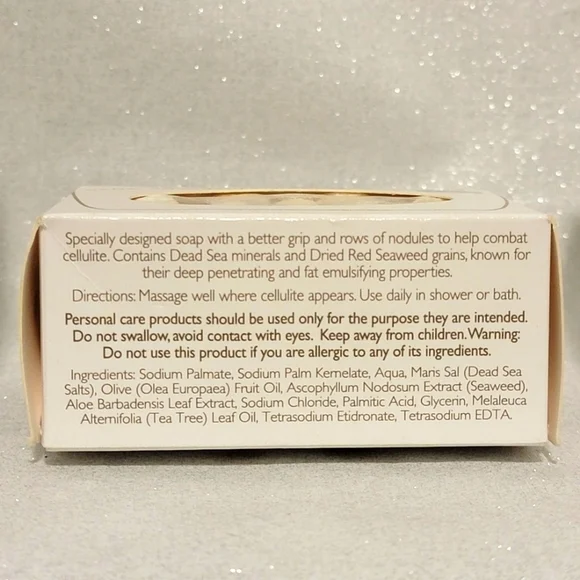 Specially designed soap with a better grip and rows of nodules to help combat
cellulite. Contains Dead Sea minerals and Dried Red Seaweed grains, known for
their deep penetrating and fat emulsifying properties.
Directions: Massage well where cellulite appears. Use daily in shower or bath.
Personal care products should be used only for the purpose they are intended.
Do not swallow, avoid contact with eyes. Keep away from children. Warning:
Do not use this product if you are allergic to any of its ingredients.
Ingredients: Sodium Palmate, Sodium Palm Kernelate, Aqua, Maris Sal (Dead Sea
Salts), Olive (Olea Europaea) Fruit Oil, Ascophyllum Nodosum Extract (Seaweed),
Aloe Barbadensis Leaf Extract, Sodium Chloride, Palmitic Acid, Glycerin, Melaleuca
Alternifolia (Tea Tree) Leaf Oil, Tetrasodium Etidronate, Tetrasodium EDTA.